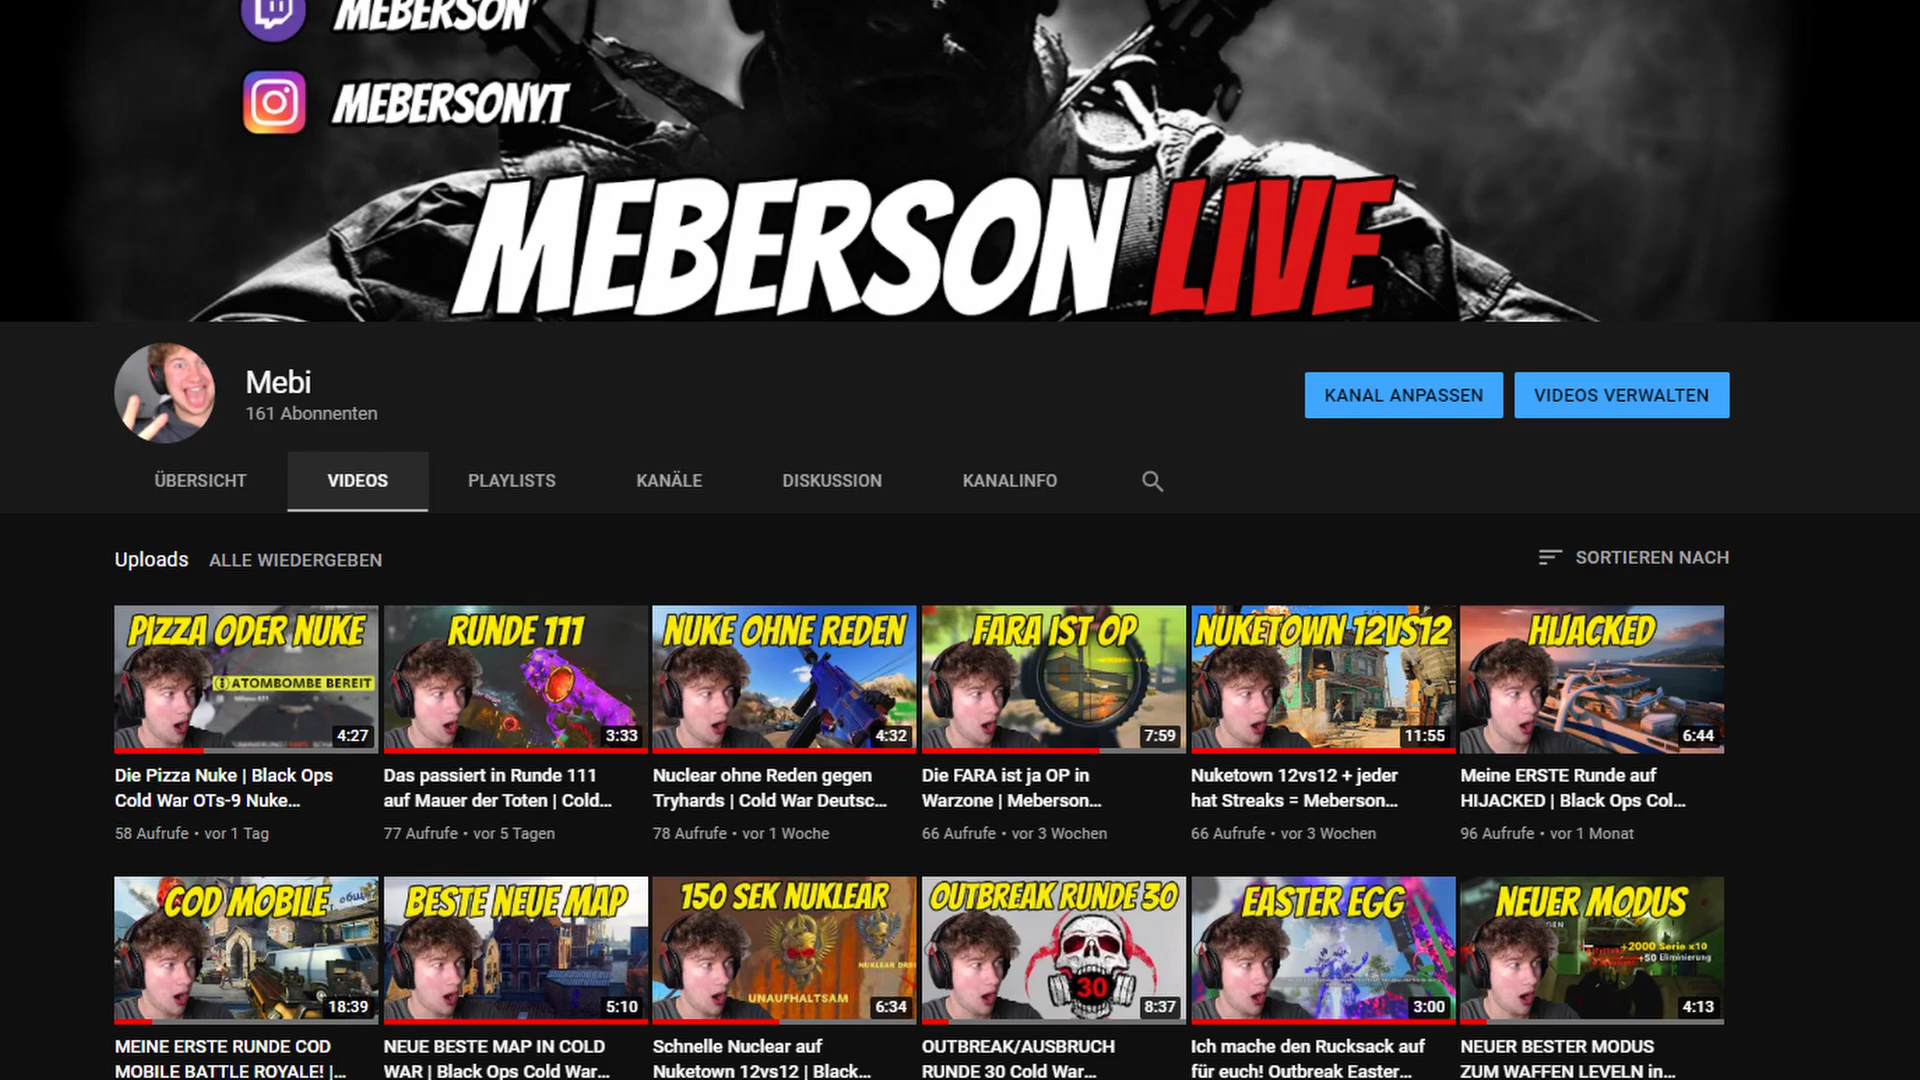 MEBERSON
MEBERSONYT
MEBERSON LIVE
Mebi
161 Abonnenten
KANAL ANPASSEN
VIDEOS VERWALTEN
ÜBERSICHT
VIDEOS
PLAYLISTS
KANÄLE
DISKUSSION
KANALINFO
Uploads
ALLE WIEDERGEBEN
SORTIEREN NACH
PIZZA ODER NUKE
ATOMBOMBE BEREIT
4:27
Die Pizza Nuke | Black Ops
Cold War OTs-9 Nuke...
58 Aufrufe • vor 1 Tag
RUNDE 111
3:33
Das passiert in Runde 111
auf Mauer der Toten | Cold...
77 Aufrufe • vor 5 Tagen
NUKE OHNE REDEN
4:32
Nuclear ohne Reden gegen
Tryhards | Cold War Deutsc...
78 Aufrufe • vor 1 Woche
FARA IST OP
7:59
Die FARA ist ja OP in
Warzone | Meberson...
66 Aufrufe • vor 3 Wochen
NUKETOWN 12VS12
11:55
Nuketown 12vs12 + jeder
hat Streaks = Meberson...
66 Aufrufe • vor 3 Wochen
HIJACKED
6:44
Meine ERSTE Runde auf
HIJACKED | Black Ops Col...
96 Aufrufe • vor 1 Monat
COD MOBILE
18:39
MEINE ERSTE RUNDE COD
MOBILE BATTLE ROYALE! |...
BESTE NEUE MAP
5:10
NEUE BESTE MAP IN COLD
WAR | Black Ops Cold War...
150 SEK NUKLEAR
UNAUFHALTSAM
6:34
Schnelle Nuclear auf
Nuketown 12vs12 | Black...
OUTBREAK RUNDE 30
30
8:37
OUTBREAK/AUSBRUCH
RUNDE 30 Cold War...
EASTER EGG
3:00
Ich mache den Rucksack auf
für euch! Outbreak Easter...
NEUER MODUS
+2000 Serie x10
+50 Eliminierung
4:13
NEUER BESTER MODUS
ZUM WAFFEN LEVELN in...